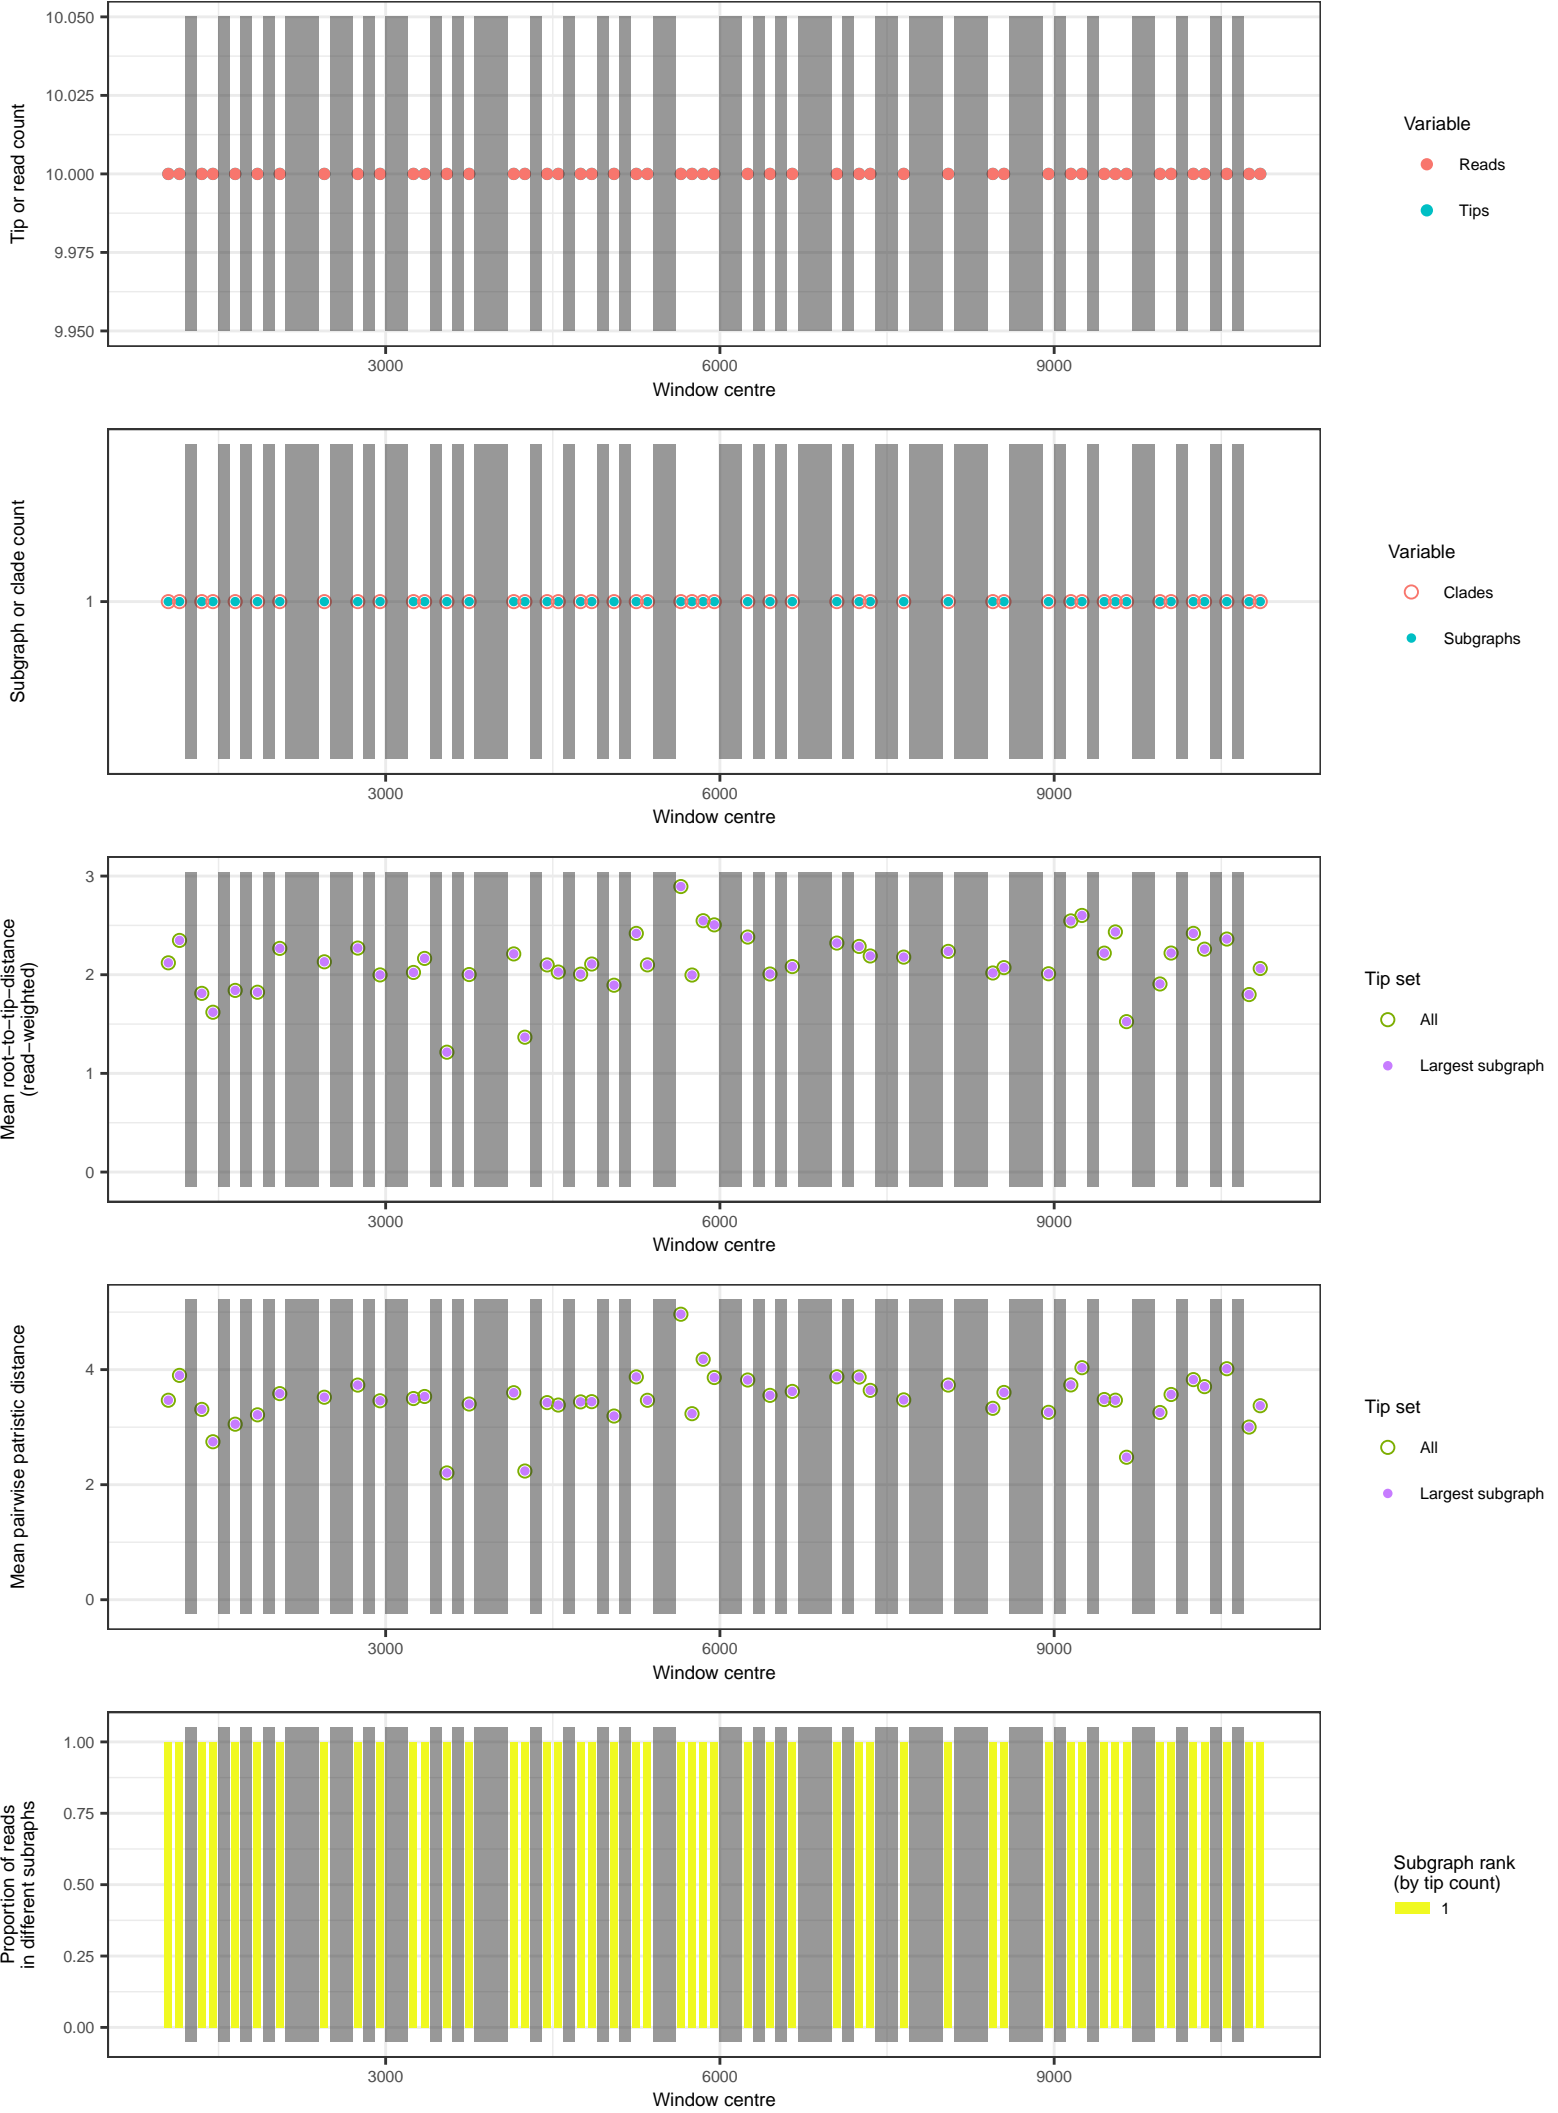 10.050
10.025
10.000
9.975
9.950
Tip or read count
3000
6000
9000
Window centre
Variable
Reads
Tips
1
Subgraph or clade count
3000
6000
9000
Window centre
Variable
Clades
Subgraphs
3
2
1
0
Mean root−to−tip−distance
(read−weighted)
3000
6000
9000
Window centre
Tip set
All
Largest subgraph
4
2
0
Mean pairwise patristic distance
3000
6000
9000
Window centre
Tip set
All
Largest subgraph
1.00
0.75
0.50
0.25
0.00
Proportion of reads
in different subraphs
3000
6000
9000
Window centre
Subgraph rank
(by tip count)
1